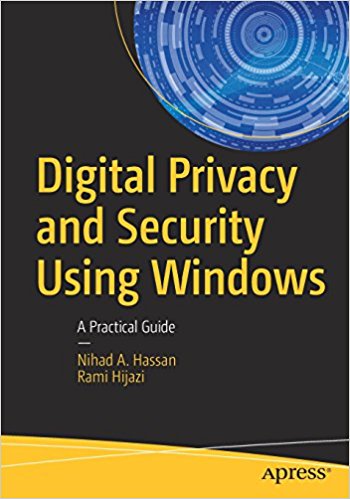 Digital Privacy
and Security
Using Windows
A Practical Guide
—
Nihad A. Hassan
Rami Hijazi
Apress®